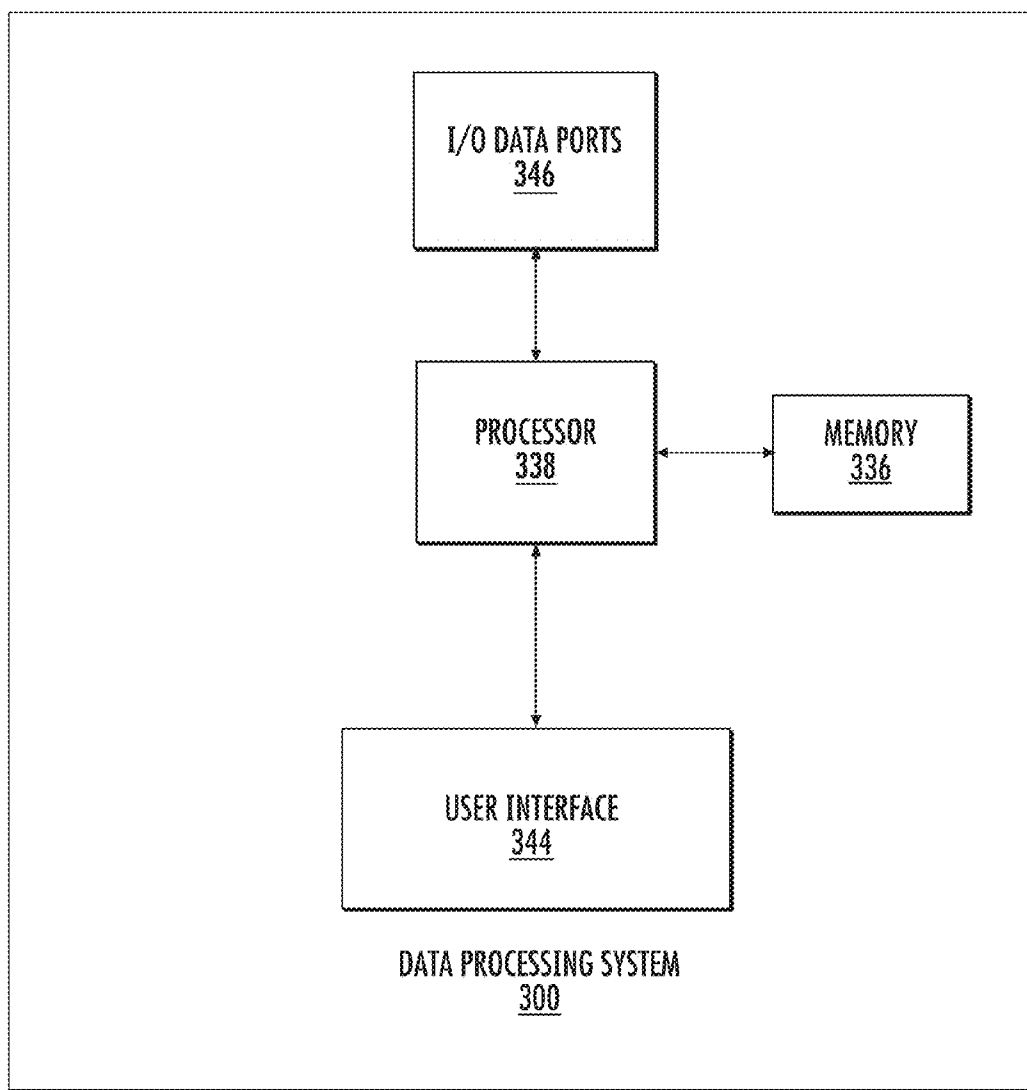 I/O DATA PORTS
346
PROCESSOR
338
MEMORY
336
USER INTERFACE
344
DATA PROCESSING SYSTEM
300